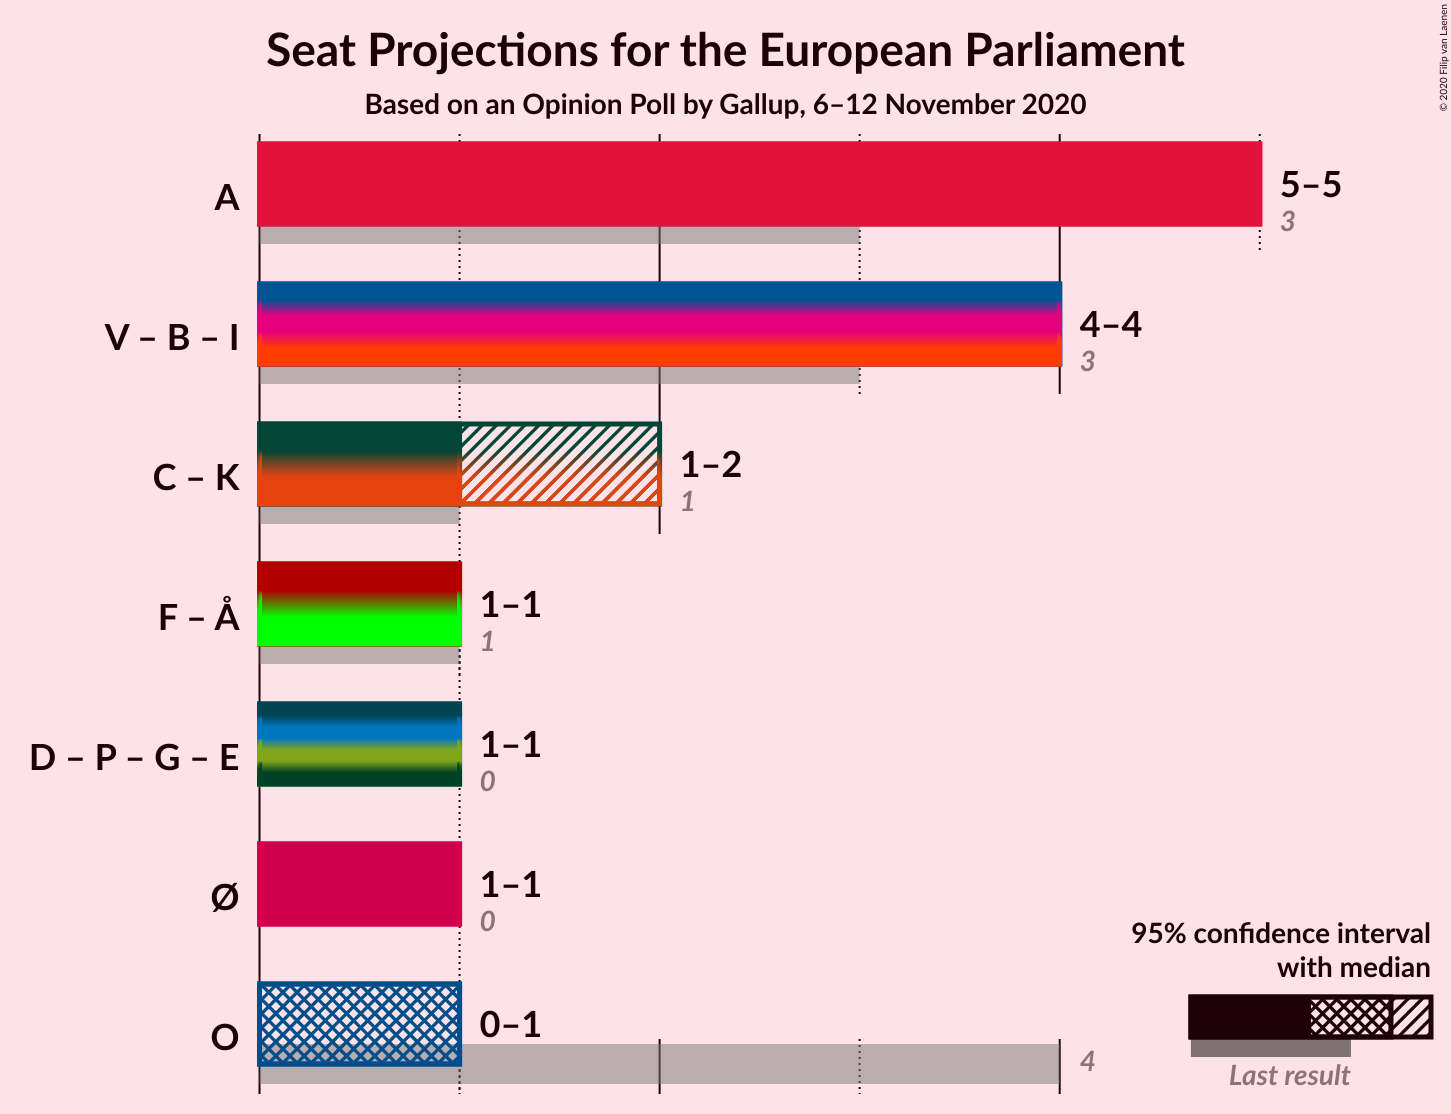 Seat Projections for the European Parliament
Based on an Opinion Poll by Gallup, 6–12 November 2020
© 2020 Filip van Laenen
A
5–5
3
V – B – I
4–4
3
C – K
1–2
1
F – Å
1–1
1
D – P – G – E
1–1
0
Ø
1–1
0
O
0–1
4
95% confidence interval
with median
Last result